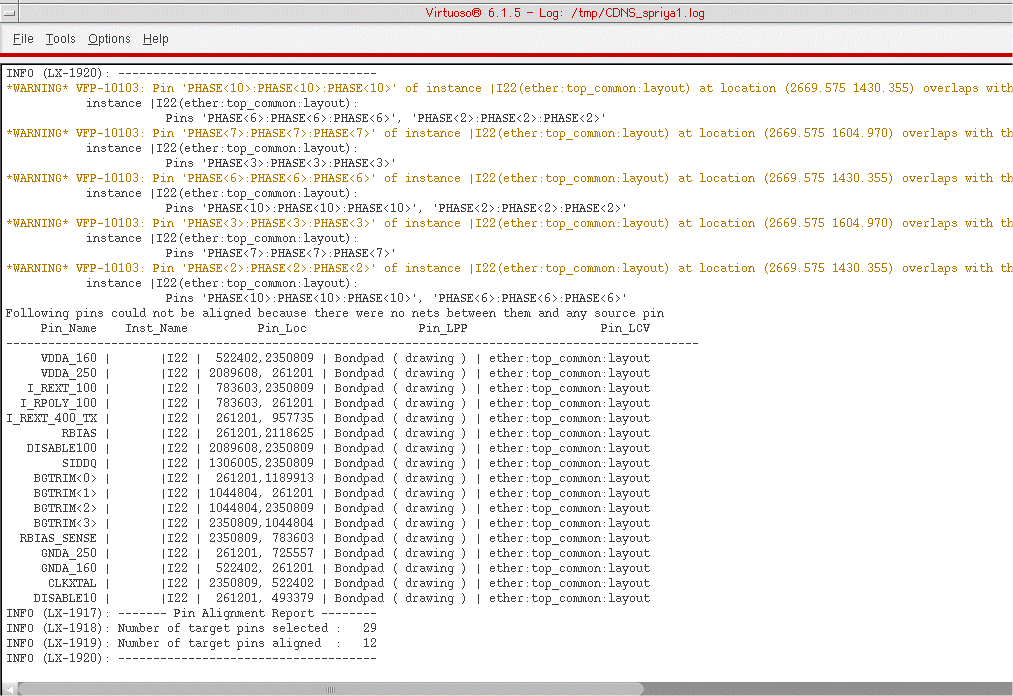 Virtuoso® 6.1.5 - Log: /tmp/CDNS_spriya1.log
File Tools Options Help
INFO (LX-1920): -------------------------------------
*WARNING* VFP-10103: Pin 'PHASE<10>:PHASE<10>:PHASE<10>' of instance |I22(ether:top_common:layout) at location (2669.575 1430.355) overlaps with
instance |I22(ether:top_common:layout):
Pins 'PHASE<6>:PHASE<6>:PHASE<6>', 'PHASE<2>:PHASE<2>:PHASE<2>'
*WARNING* VFP-10103: Pin 'PHASE<7>:PHASE<7>:PHASE<7>' of instance |I22(ether:top_common:layout) at location (2669.575 1604.970) overlaps with th
instance |I22(ether:top_common:layout):
Pins 'PHASE<3>:PHASE<3>:PHASE<3>'
*WARNING* VFP-10103: Pin 'PHASE<6>:PHASE<6>:PHASE<6>' of instance |I22(ether:top_common:layout) at location (2669.575 1430.355) overlaps with th
instance |I22(ether:top_common:layout):
Pins 'PHASE<10>:PHASE<10>:PHASE<10>', 'PHASE<2>:PHASE<2>:PHASE<2>'
*WARNING* VFP-10103: Pin 'PHASE<3>:PHASE<3>:PHASE<3>' of instance |I22(ether:top_common:layout) at location (2669.575 1604.970) overlaps with th
instance |I22(ether:top_common:layout):
Pins 'PHASE<7>:PHASE<7>:PHASE<7>'
*WARNING* VFP-10103: Pin 'PHASE<2>:PHASE<2>:PHASE<2>' of instance |I22(ether:top_common:layout) at location (2669.575 1430.355) overlaps with th
instance |I22(ether:top_common:layout):
Pins 'PHASE<10>:PHASE<10>:PHASE<10>', 'PHASE<6>:PHASE<6>:PHASE<6>'
Following pins could not be aligned because there were no nets between them and any source pin
Pin_Name Inst_Name Pin_Loc Pin_LPP Pin_LCV
---------------------------------------------------------------------------------------------------
VDDA_160 | |I22 | 522402,2350809 | Bondpad ( drawing ) | ether:top_common:layout
VDDA_250 | |I22 | 2089608, 261201 | Bondpad ( drawing ) | ether:top_common:layout
I_REXT_100 | |I22 | 783603,2350809 | Bondpad ( drawing ) | ether:top_common:layout
I_RPOLY_100 | |I22 | 783603, 261201 | Bondpad ( drawing ) | ether:top_common:layout
I_REXT_400_TX | |I22 | 261201, 957735 | Bondpad ( drawing ) | ether:top_common:layout
RBIAS | |I22 | 261201,2118625 | Bondpad ( drawing ) | ether:top_common:layout
DISABLE100 | |I22 | 2089608,2350809 | Bondpad ( drawing ) | ether:top_common:layout
SIDDQ | |I22 | 1306005,2350809 | Bondpad ( drawing ) | ether:top_common:layout
BGTRIM<0> | |I22 | 261201,1189913 | Bondpad ( drawing ) | ether:top_common:layout
BGTRIM<1> | |I22 | 1044804, 261201 | Bondpad ( drawing ) | ether:top_common:layout
BGTRIM<2> | |I22 | 1044804,2350809 | Bondpad ( drawing ) | ether:top_common:layout
BGTRIM<3> | |I22 | 2350809,1044804 | Bondpad ( drawing ) | ether:top_common:layout
RBIAS_SENSE | |I22 | 2350809, 783603 | Bondpad ( drawing ) | ether:top_common:layout
GNDA_250 | |I22 | 261201, 725557 | Bondpad ( drawing ) | ether:top_common:layout
GNDA_160 | |I22 | 522402, 261201 | Bondpad ( drawing ) | ether:top_common:layout
CLKXTAL | |I22 | 2350809, 522402 | Bondpad ( drawing ) | ether:top_common:layout
DISABLE10 | |I22 | 261201, 493379 | Bondpad ( drawing ) | ether:top_common:layout
INFO (LX-1917): ------- Pin Alignment Report --------
INFO (LX-1918): Number of target pins selected : 29
INFO (LX-1919): Number of target pins aligned : 12
INFO (LX-1920): -------------------------------------